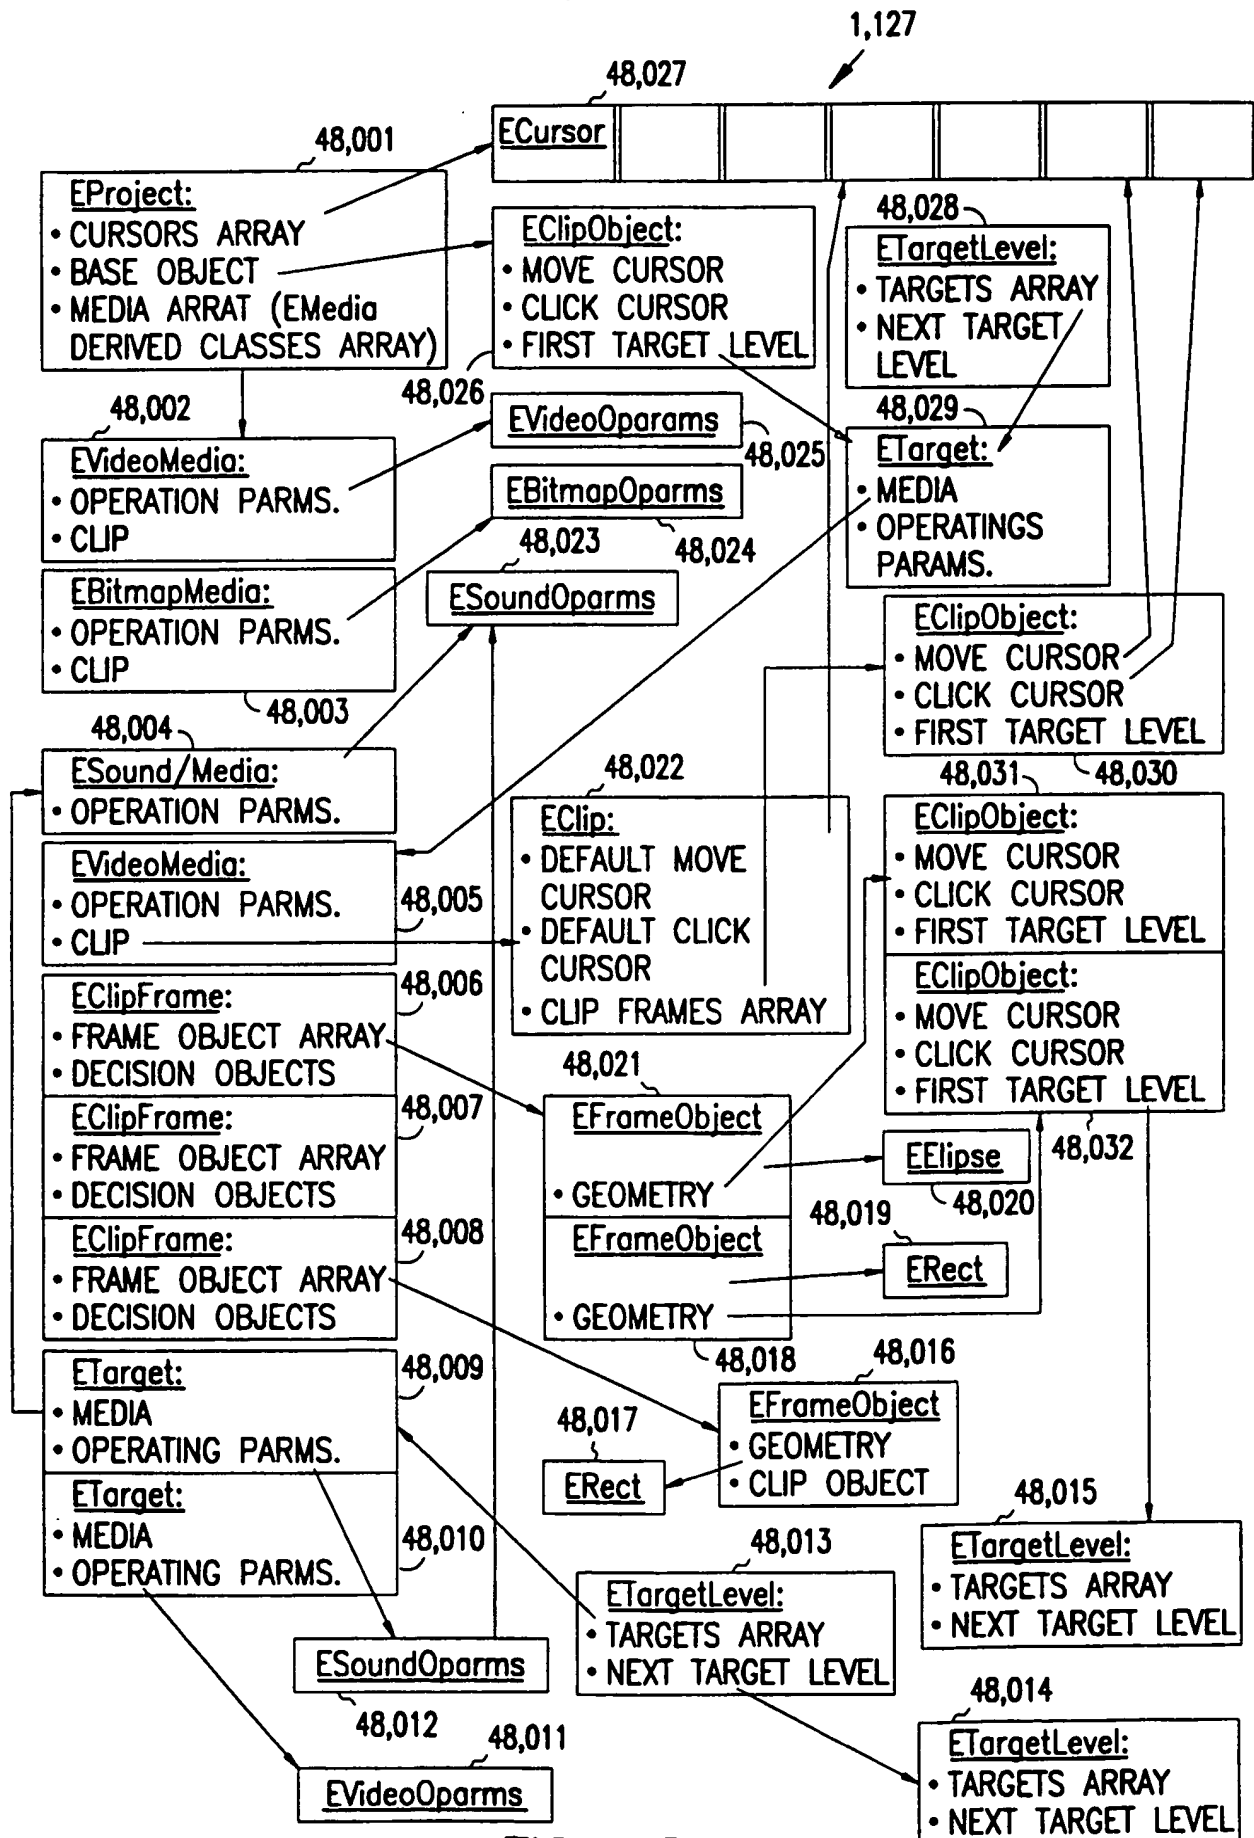 1,127
48,027
ECursor
48,001
EProject:
• CURSORS ARRAY
• BASE OBJECT
• MEDIA ARRAT (EMedia
DERIVED CLASSES ARRAY)
EClipObject:
• MOVE CURSOR
• CLICK CURSOR
• FIRST TARGET LEVEL
48,026
48,028
ETargetLevel:
• TARGETS ARRAY
• NEXT TARGET
LEVEL
48,002
EVideoMedia:
• OPERATION PARMS.
• CLIP
EVideoOparams
48,025
48,029
ETarget:
• MEDIA
• OPERATINGS
PARAMS.
EBitmapOparms
48,024
48,023
ESoundOparms
EBitmapMedia:
• OPERATION PARMS.
• CLIP
48,003
EClipObject:
• MOVE CURSOR
• CLICK CURSOR
• FIRST TARGET LEVEL
48,030
48,004
ESound/Media:
• OPERATION PARMS.
48,022
EClip:
• DEFAULT MOVE
CURSOR
• DEFAULT CLICK
CURSOR
• CLIP FRAMES ARRAY
48,031
EClipObject:
• MOVE CURSOR
• CLICK CURSOR
• FIRST TARGET LEVEL
EVideoMedia:
• OPERATION PARMS.
• CLIP
48,005
EClipObject:
• MOVE CURSOR
• CLICK CURSOR
• FIRST TARGET LEVEL
48,032
EClipFrame:
• FRAME OBJECT ARRAY
• DECISION OBJECTS
48,006
EClipFrame:
• FRAME OBJECT ARRAY
• DECISION OBJECTS
48,007
EClipFrame:
• FRAME OBJECT ARRAY
• DECISION OBJECTS
48,008
48,021
EFrameObject
• GEOMETRY
EElipse
48,020
48,019
ERect
EFrameObject
• GEOMETRY
48,018
48,016
EFrameObject
• GEOMETRY
• CLIP OBJECT
48,017
ERect
ETarget:
• MEDIA
• OPERATING PARMS.
48,009
ETarget:
• MEDIA
• OPERATING PARMS.
48,010
48,015
ETargetLevel:
• TARGETS ARRAY
• NEXT TARGET LEVEL
48,013
ETargetLevel:
• TARGETS ARRAY
• NEXT TARGET LEVEL
ESoundOparms
48,012
48,014
ETargetLevel:
• TARGETS ARRAY
• NEXT TARGET LEVEL
48,011
EVideoOparms